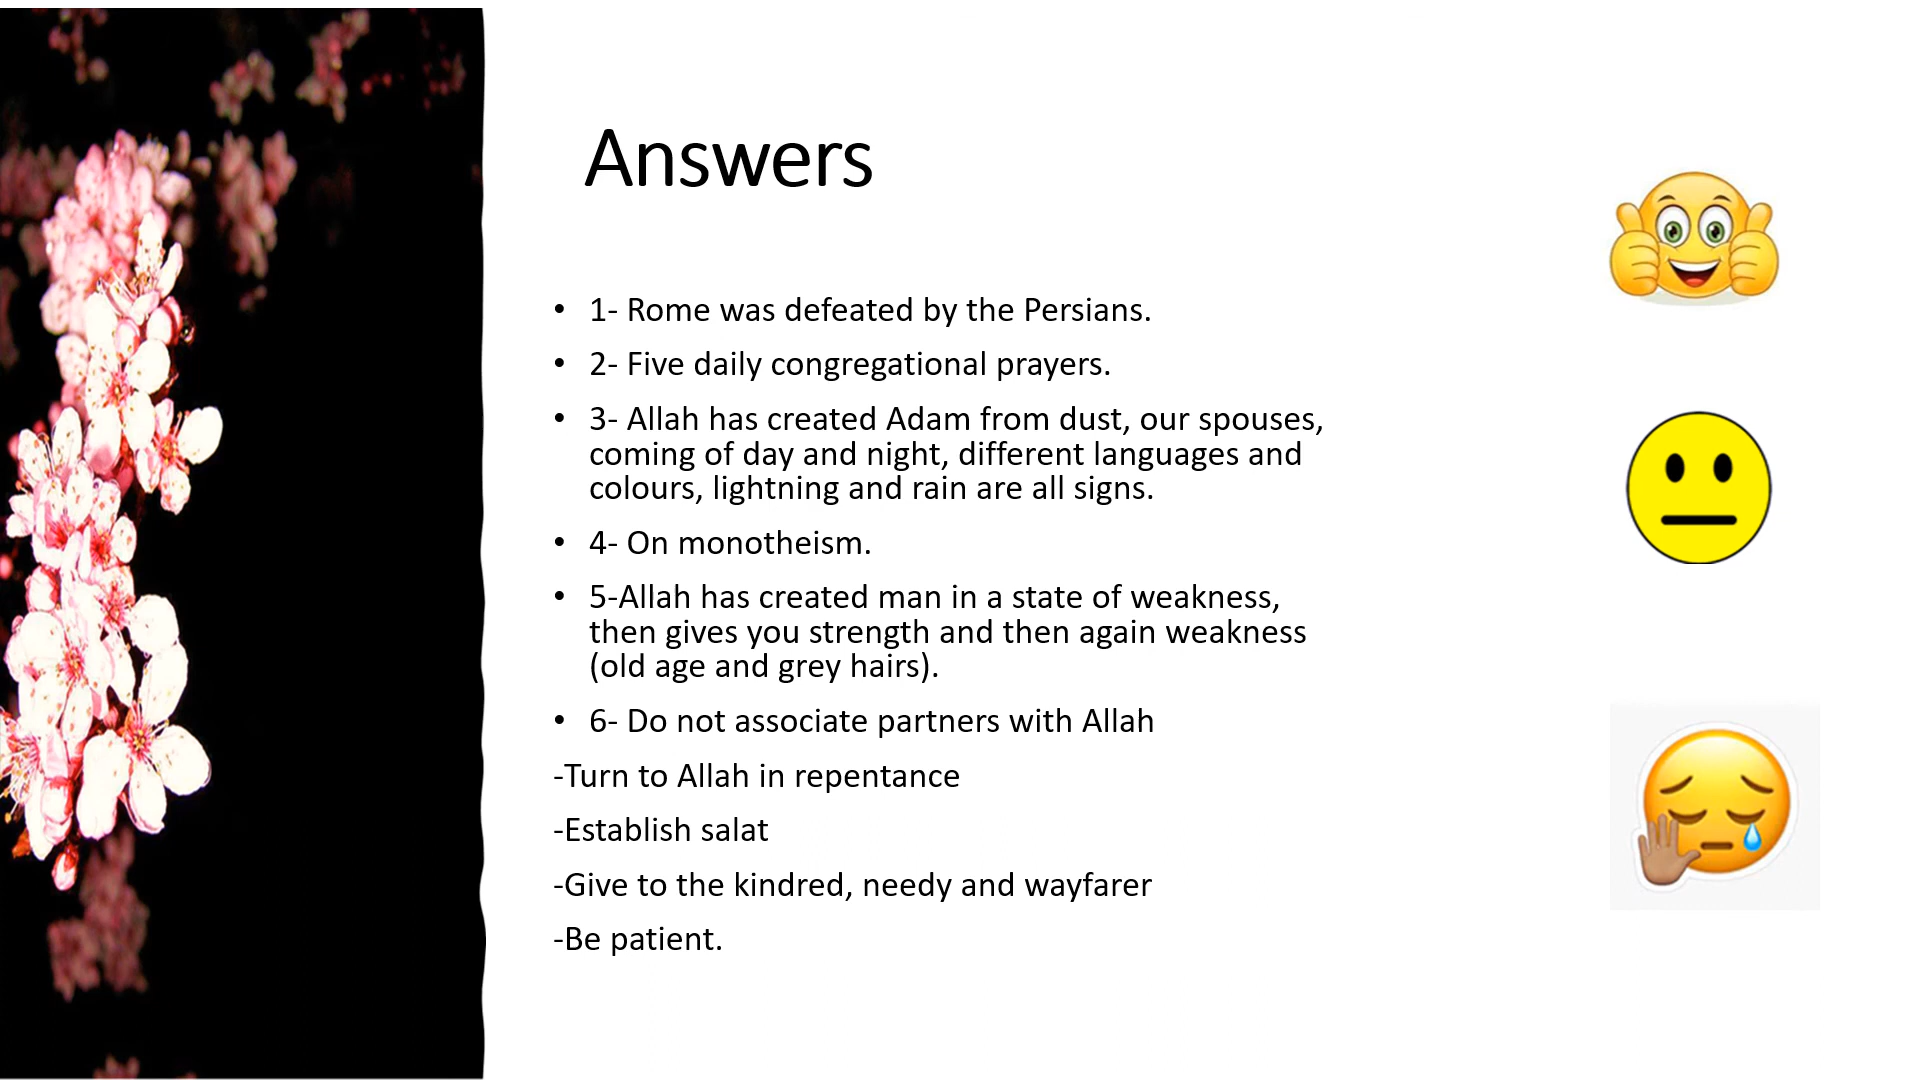 Answers
• 1- Rome was defeated by the Persians.
• 2- Five daily congregational prayers.
• 3- Allah has created Adam from dust, our spouses,
coming of day and night, different languages and
colours, lightning and rain are all signs.
• 4- On monotheism.
• 5-Allah has created man in a state of weakness,
then gives you strength and then again weakness
(old age and grey hairs).
• 6- Do not associate partners with Allah
-Turn to Allah in repentance
-Establish salat
-Give to the kindred, needy and wayfarer
-Be patient.